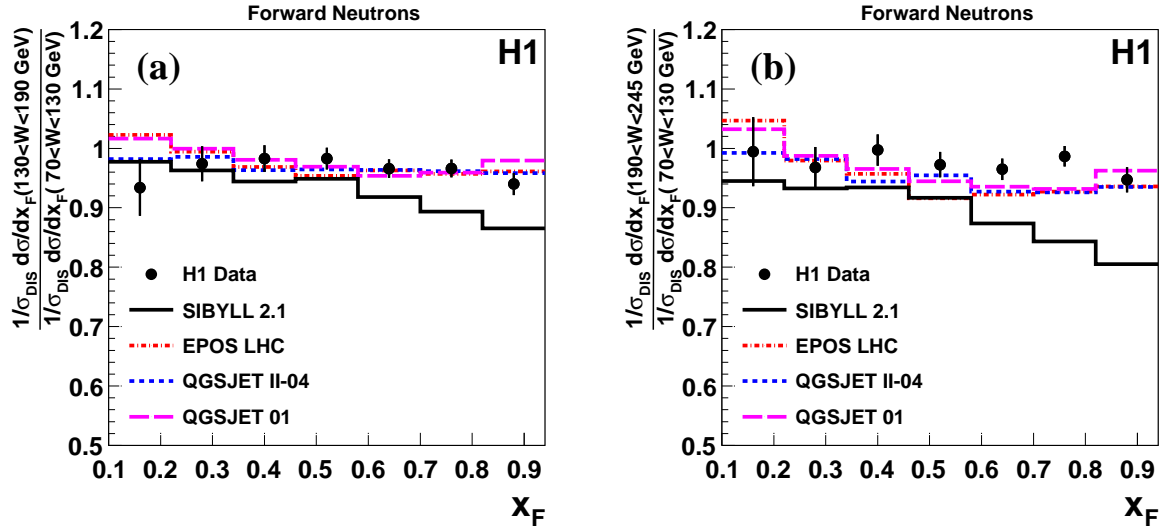 Forward Neutrons
H1
(a)
1/σDIS dσ/dxF(130<W<190 GeV)
1/σDIS dσ/dxF( 70<W<130 GeV)
1.2
1.1
1
0.9
0.8
0.7
0.6
0.5
H1 Data
SIBYLL 2.1
EPOS LHC
QGSJET II-04
QGSJET 01
0.1 0.2 0.3 0.4 0.5 0.6 0.7 0.8 0.9
xF
Forward Neutrons
H1
(b)
1/σDIS dσ/dxF(190<W<245 GeV)
1/σDIS dσ/dxF( 70<W<130 GeV)
1.2
1.1
1
0.9
0.8
0.7
0.6
0.5
H1 Data
SIBYLL 2.1
EPOS LHC
QGSJET II-04
QGSJET 01
0.1 0.2 0.3 0.4 0.5 0.6 0.7 0.8 0.9
xF